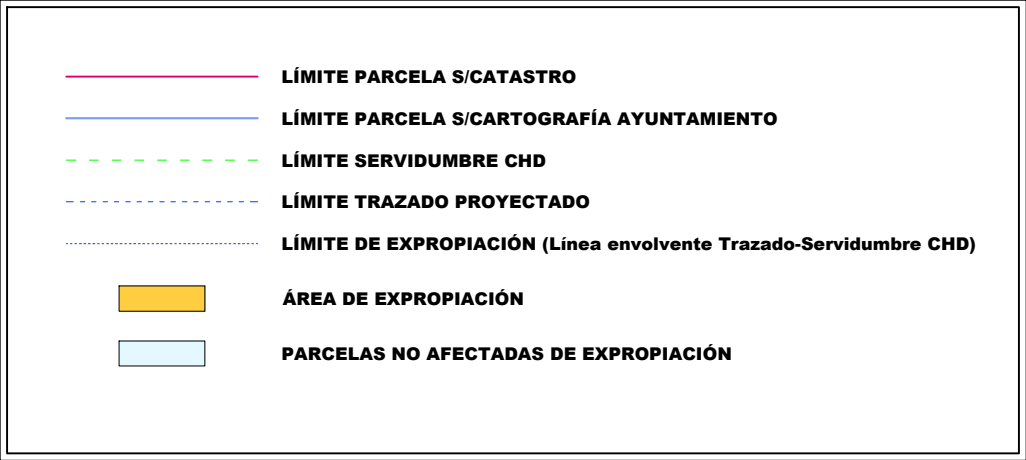 LÍMITE PARCELA S/CATASTRO
LÍMITE PARCELA S/CARTOGRAFÍA AYUNTAMIENTO
LÍMITE SERVIDUMBRE CHD
LÍMITE TRAZADO PROYECTADO
LÍMITE DE EXPROPIACIÓN (Línea envolvente Trazado-Servidumbre CHD)
ÁREA DE EXPROPIACIÓN
PARCELAS NO AFECTADAS DE EXPROPIACIÓN